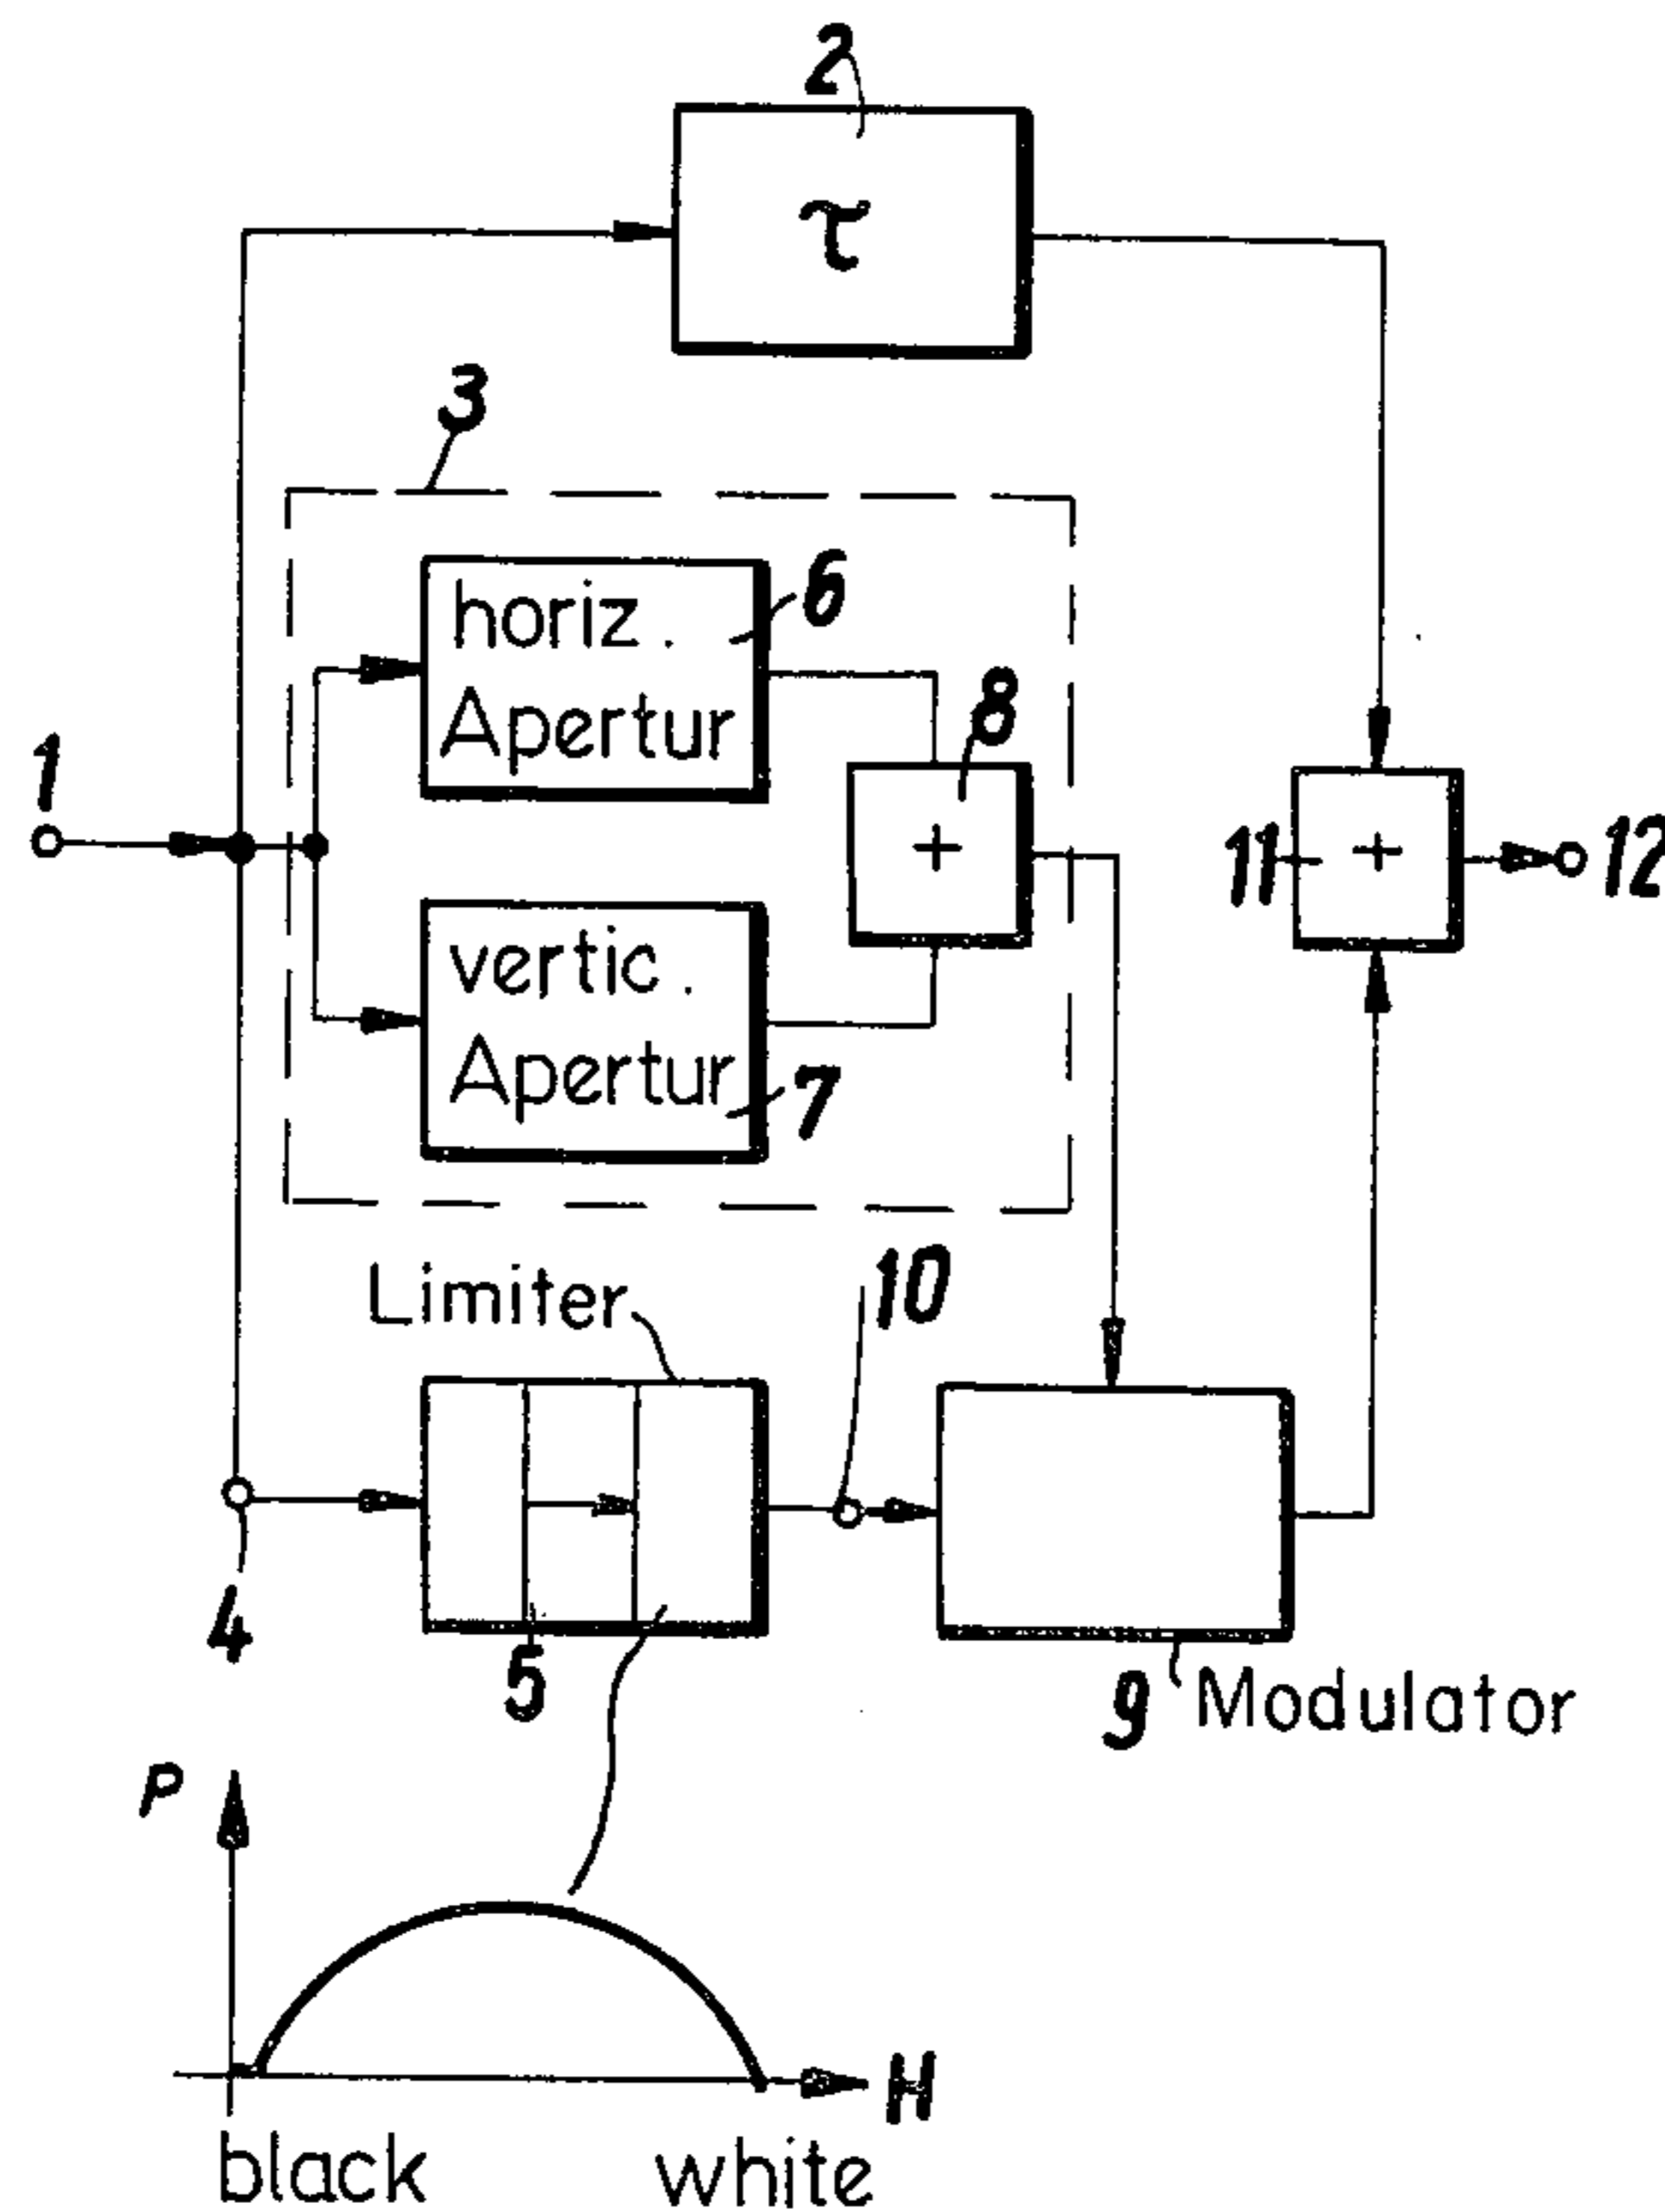 2
τ
3
horiz.
Apertur
6
8
+
1
11
+
12
vertic.
Apertur
7
Limiter
10
4
5
9 Modulator
P
H
black
white